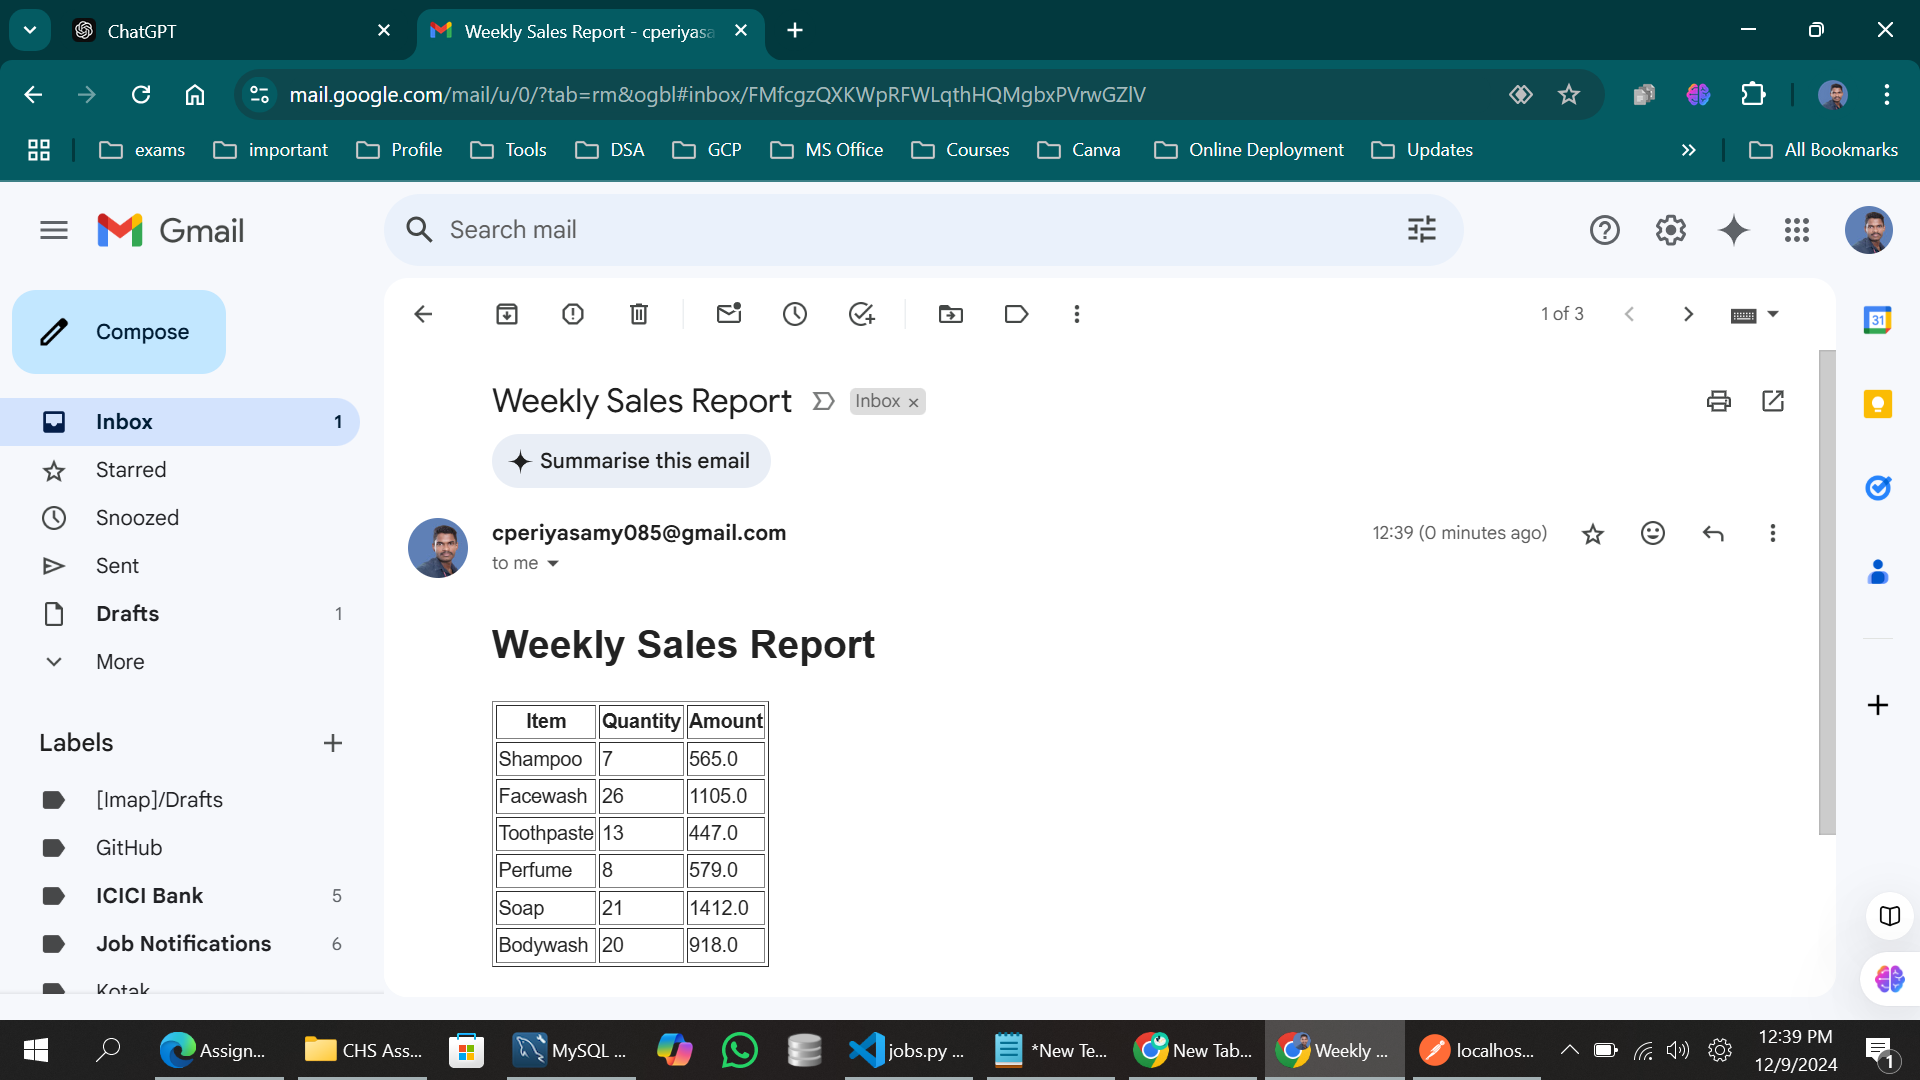 ChatGPT
Weekly Sales Report - cperiyasa
mail.google.com/mail/u/0/?tab=rm&ogbl#inbox/FMfcgzQXKWpRFWLqthHQMgbxPVrwGZlV
exams important Profile Tools DSA GCP MS Office Courses Canva Online Deployment Updates » All Bookmarks
Gmail
Search mail
Compose
1 of 3
Inbox 1
Starred
Snoozed
Sent
Drafts 1
More
Labels
[Imap]/Drafts
GitHub
ICICI Bank 5
Job Notifications 6
Kotak
Weekly Sales Report Inbox ×
Summarise this email
cperiyasamy085@gmail.com 12:39 (0 minutes ago)
to me
Weekly Sales Report
Item Quantity Amount
Shampoo 7 565.0
Facewash 26 1105.0
Toothpaste 13 447.0
Perfume 8 579.0
Soap 21 1412.0
Bodywash 20 918.0
31
Assign... CHS Ass... MySQL ... jobs.py ... *New Te... New Tab... Weekly ... localhos...
12:39 PM
12/9/2024
1